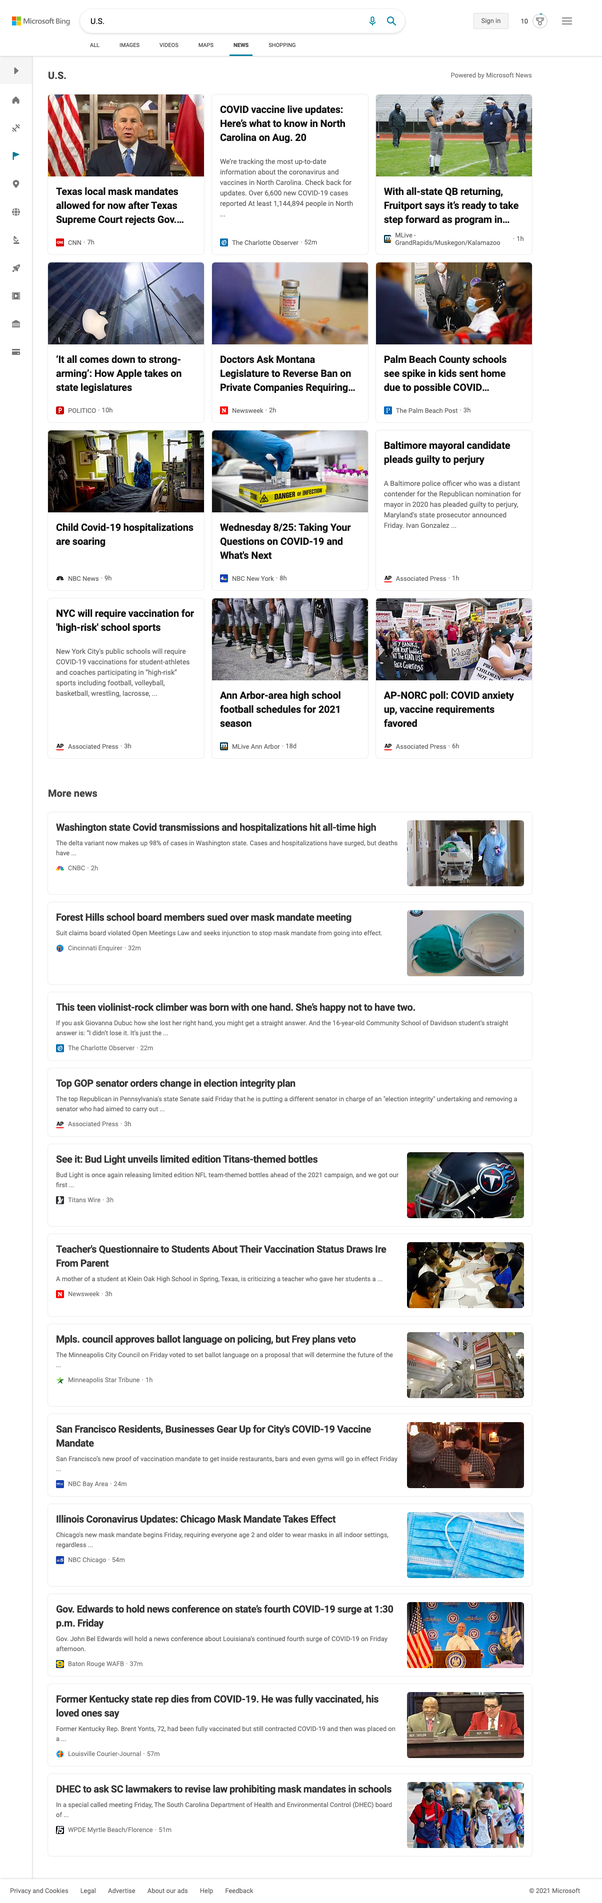 Microsoft Bing
U.S.
Sign in
10
ALL IMAGES VIDEOS MAPS NEWS SHOPPING
U.S.
Powered by Microsoft News
Texas local mask mandates
allowed for now after Texas
Supreme Court rejects Gov....
CNN · 7h
COVID vaccine live updates:
Here's what to know in North
Carolina on Aug. 20
We're tracking the most up-to-date
information about the coronavirus and
vaccines in North Carolina. Check back for
updates. Over 6,600 new COVID-19 cases
reported At least 1,144,894 people in North
...
The Charlotte Observer · 52m
With all-state QB returning,
Fruitport says it's ready to take
step forward as program in...
MLive -
GrandRapids/Muskegon/Kalamazoo · 1h
'It all comes down to strong-
arming': How Apple takes on
state legislatures
POLITICO · 10h
Doctors Ask Montana
Legislature to Reverse Ban on
Private Companies Requiring...
Newsweek · 2h
Palm Beach County schools
see spike in kids sent home
due to possible COVID...
The Palm Beach Post · 3h
Child Covid-19 hospitalizations
are soaring
NBC News · 9h
DANGER OF INFECTION
Wednesday 8/25: Taking Your
Questions on COVID-19 and
What's Next
NBC New York · 8h
Baltimore mayoral candidate
pleads guilty to perjury
A Baltimore police officer who was a distant
contender for the Republican nomination for
mayor in 2020 has pleaded guilty to perjury,
Maryland's state prosecutor announced
Friday. Ivan Gonzalez ...
AP Associated Press · 1h
NYC will require vaccination for
'high-risk' school sports
New York City's public schools will require
COVID-19 vaccinations for student-athletes
and coaches participating in "high-risk"
sports including football, volleyball,
basketball, wrestling, lacrosse, ...
AP Associated Press · 3h
Ann Arbor-area high school
football schedules for 2021
season
MLive Ann Arbor · 18d
AP-NORC poll: COVID anxiety
up, vaccine requirements
favored
AP Associated Press · 6h
More news
Washington state Covid transmissions and hospitalizations hit all-time high
The delta variant now makes up 98% of cases in Washington state. Cases and hospitalizations have surged, but deaths
have ...
CNBC · 2h
Forest Hills school board members sued over mask mandate meeting
Suit claims board violated Open Meetings Law and seeks injunction to stop mask mandate from going into effect.
Cincinnati Enquirer · 32m
This teen violinist-rock climber was born with one hand. She's happy not to have two.
If you ask Giovanna Dubuc how she lost her right hand, you might get a straight answer. And the 16-year-old Community School of Davidson student's straight
answer is: "I didn't lose it. It's just the ...
The Charlotte Observer · 22m
Top GOP senator orders change in election integrity plan
The top Republican in Pennsylvania's state Senate said Friday that he is putting a different senator in charge of an "election integrity" undertaking and removing a
senator who had aimed to carry out ...
AP Associated Press · 3h
See it: Bud Light unveils limited edition Titans-themed bottles
Bud Light is once again releasing limited edition NFL team-themed bottles ahead of the 2021 campaign, and we got our
first ...
Titans Wire · 3h
Teacher's Questionnaire to Students About Their Vaccination Status Draws Ire
From Parent
A mother of a student at Klein Oak High School in Spring, Texas, is criticizing a teacher who gave her students a ...
Newsweek · 3h
Mpls. council approves ballot language on policing, but Frey plans veto
The Minneapolis City Council on Friday voted to set ballot language on a proposal that will determine the future of the
...
Minneapolis Star Tribune · 1h
San Francisco Residents, Businesses Gear Up for City's COVID-19 Vaccine
Mandate
San Francisco's new proof of vaccination mandate to get inside restaurants, bars and even gyms will go in effect Friday
...
NBC Bay Area · 24m
Illinois Coronavirus Updates: Chicago Mask Mandate Takes Effect
Chicago's new mask mandate begins Friday, requiring everyone age 2 and older to wear masks in all indoor settings,
regardless ...
NBC Chicago · 54m
Gov. Edwards to hold news conference on state's fourth COVID-19 surge at 1:30
p.m. Friday
Gov. John Bel Edwards will hold a news conference about Louisiana's continued fourth surge of COVID-19 on Friday
afternoon.
Baton Rouge WAFB · 37m
Former Kentucky state rep dies from COVID-19. He was fully vaccinated, his
loved ones say
Former Kentucky Rep. Brent Yonts, 72, had been fully vaccinated but still contracted COVID-19 and then was placed on
a ...
Louisville Courier-Journal · 57m
DHEC to ask SC lawmakers to revise law prohibiting mask mandates in schools
In a special called meeting Friday, The South Carolina Department of Health and Environmental Control (DHEC) board
of ...
WPDE Myrtle Beach/Florence · 51m
Privacy and Cookies Legal Advertise About our ads Help Feedback © 2021 Microsoft